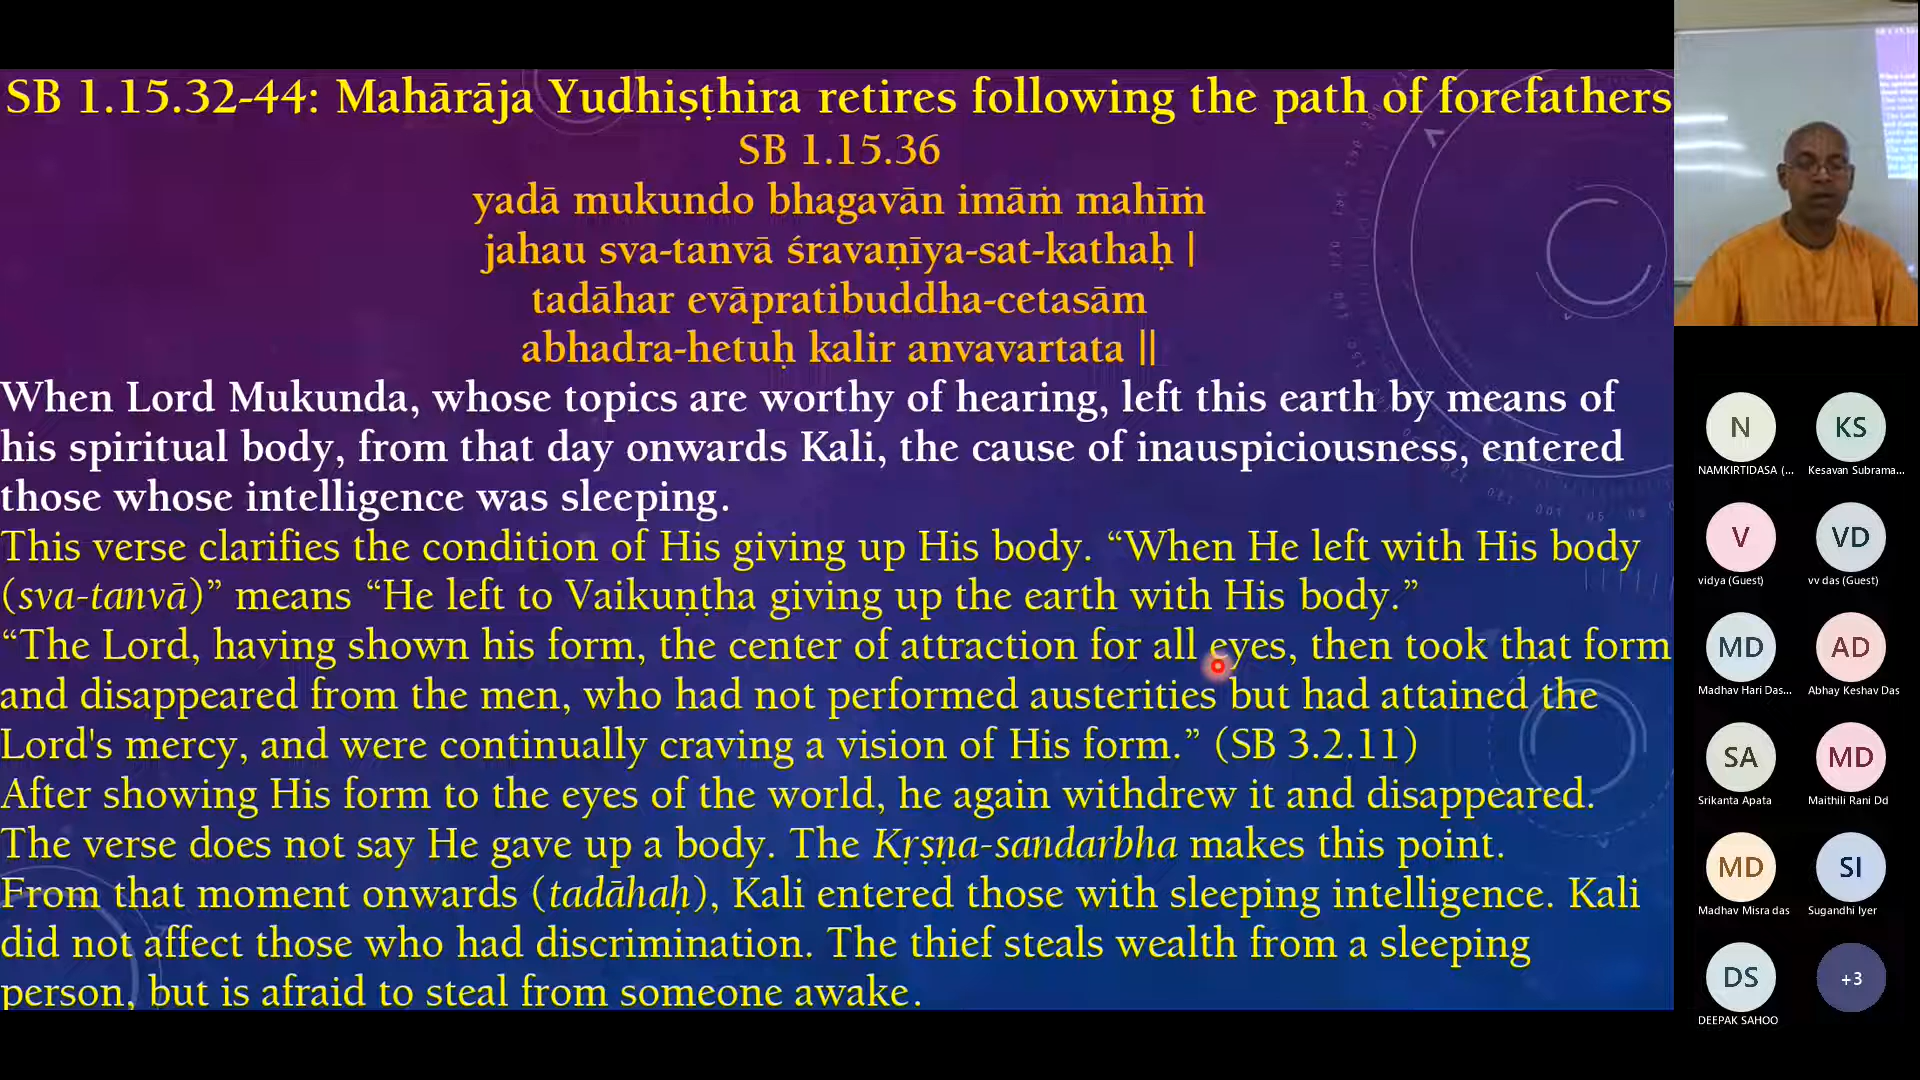 SB 1.15.32-44: Mahārāja Yudhiṣṭhira retires following the path of forefathers
SB 1.15.36
yadā mukundo bhagavān imāṁ mahīṁ
jahau sva-tanvā śravaṇīya-sat-kathaḥ |
tadāhar evāpratibuddha-cetasām
abhadra-hetuḥ kalir anvavartata ||
When Lord Mukunda, whose topics are worthy of hearing, left this earth by means of
his spiritual body, from that day onwards Kali, the cause of inauspiciousness, entered
those whose intelligence was sleeping.
This verse clarifies the condition of His giving up His body. “When He left with His body
(sva-tanvā)” means “He left to Vaikuṇṭha giving up the earth with His body.”
“The Lord, having shown his form, the center of attraction for all eyes, then took that form
and disappeared from the men, who had not performed austerities but had attained the
Lord's mercy, and were continually craving a vision of His form.” (SB 3.2.11)
After showing His form to the eyes of the world, he again withdrew it and disappeared.
The verse does not say He gave up a body. The Kṛṣṇa-sandarbha makes this point.
From that moment onwards (tadāhaḥ), Kali entered those with sleeping intelligence. Kali
did not affect those who had discrimination. The thief steals wealth from a sleeping
person, but is afraid to steal from someone awake.
N KS
NAMKIRTIDASA (... Kesavan Subrama...
V VD
vidya (Guest) vv das (Guest)
MD AD
Madhav Hari Das... Abhay Keshav Das
SA MD
Srikanta Apata Maithili Rani Dd
MD SI
Madhav Misra das Sugandhi Iyer
DS +3
DEEPAK SAHOO